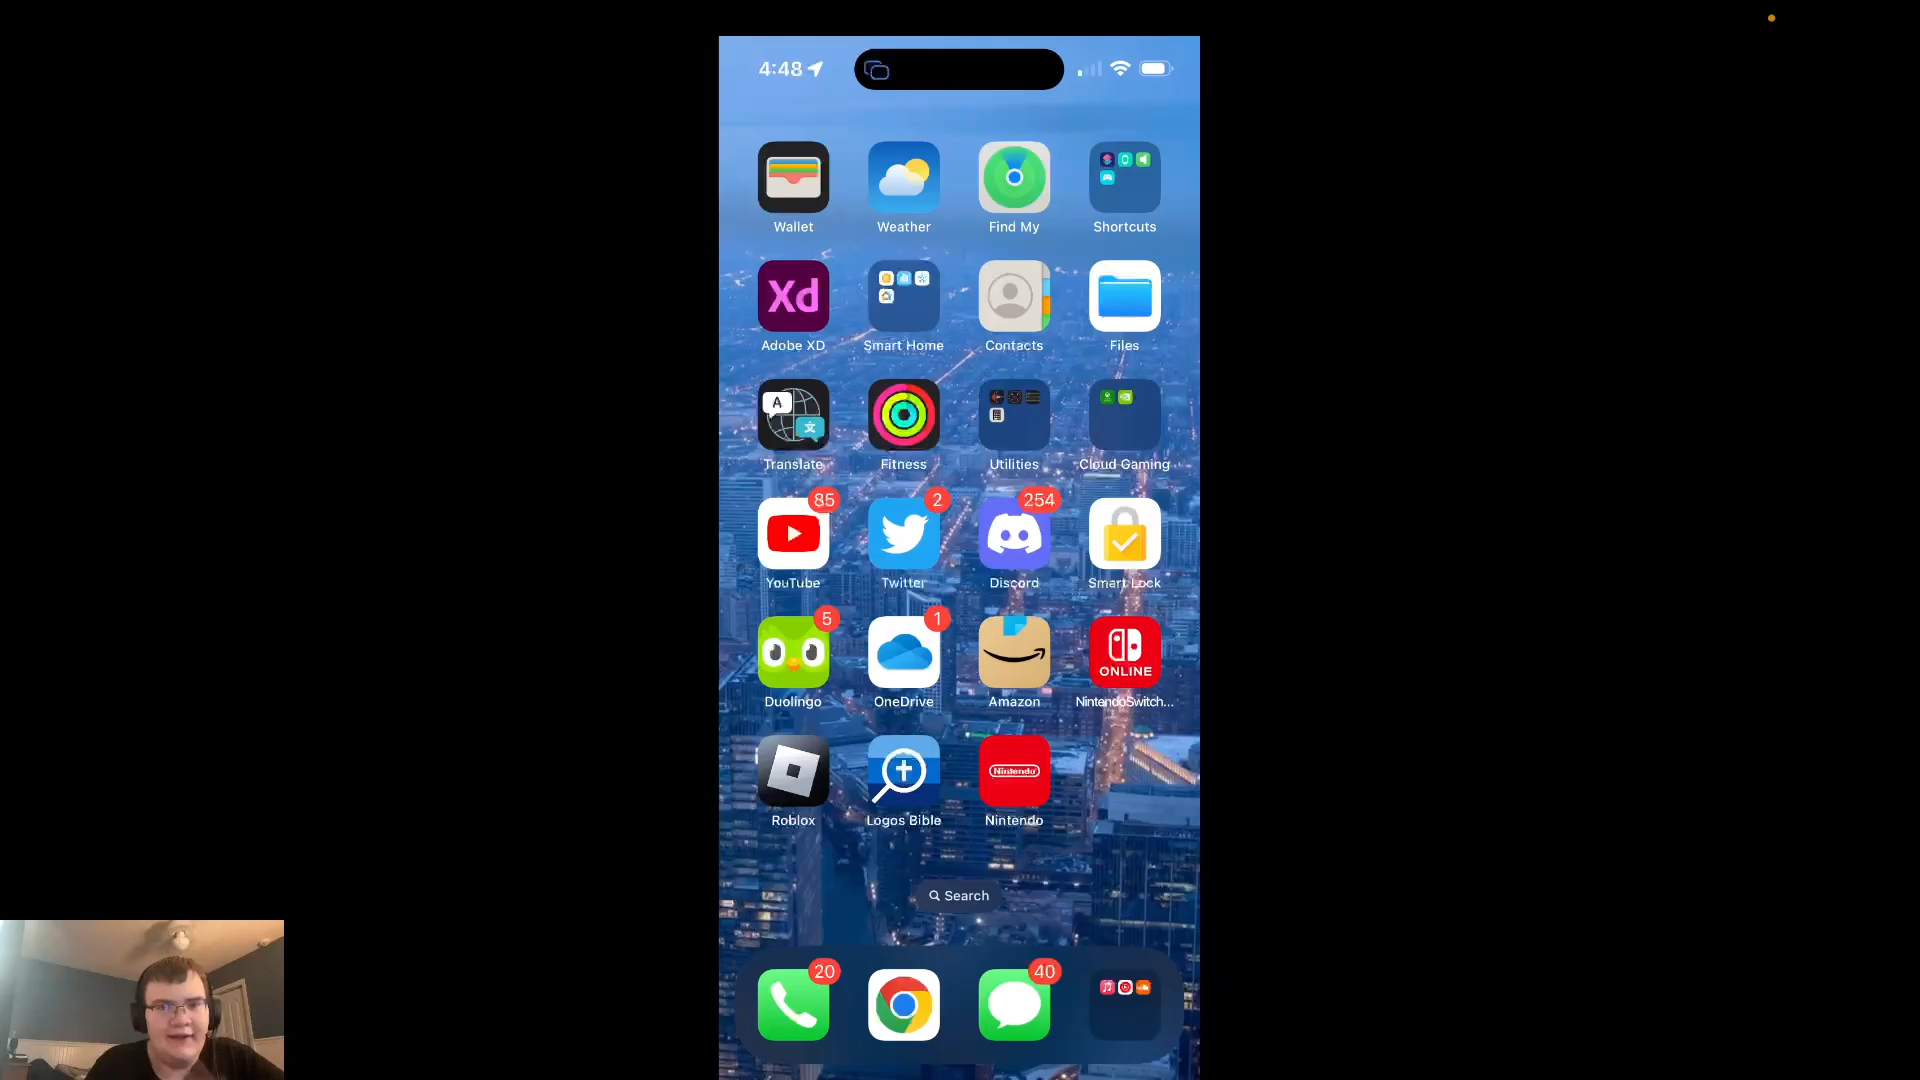 4:48
Wallet Weather Find My Shortcuts
Xd
Adobe XD Smart Home Contacts Files
A 文
Translate Fitness Utilities Cloud Gaming
85 2 254
YouTube Twitter Discord Smart Lock
5 1
ONLINE
Duolingo OneDrive Amazon NintendoSwitch...
Nintendo
Roblox Logos Bible Nintendo
Search
20 40